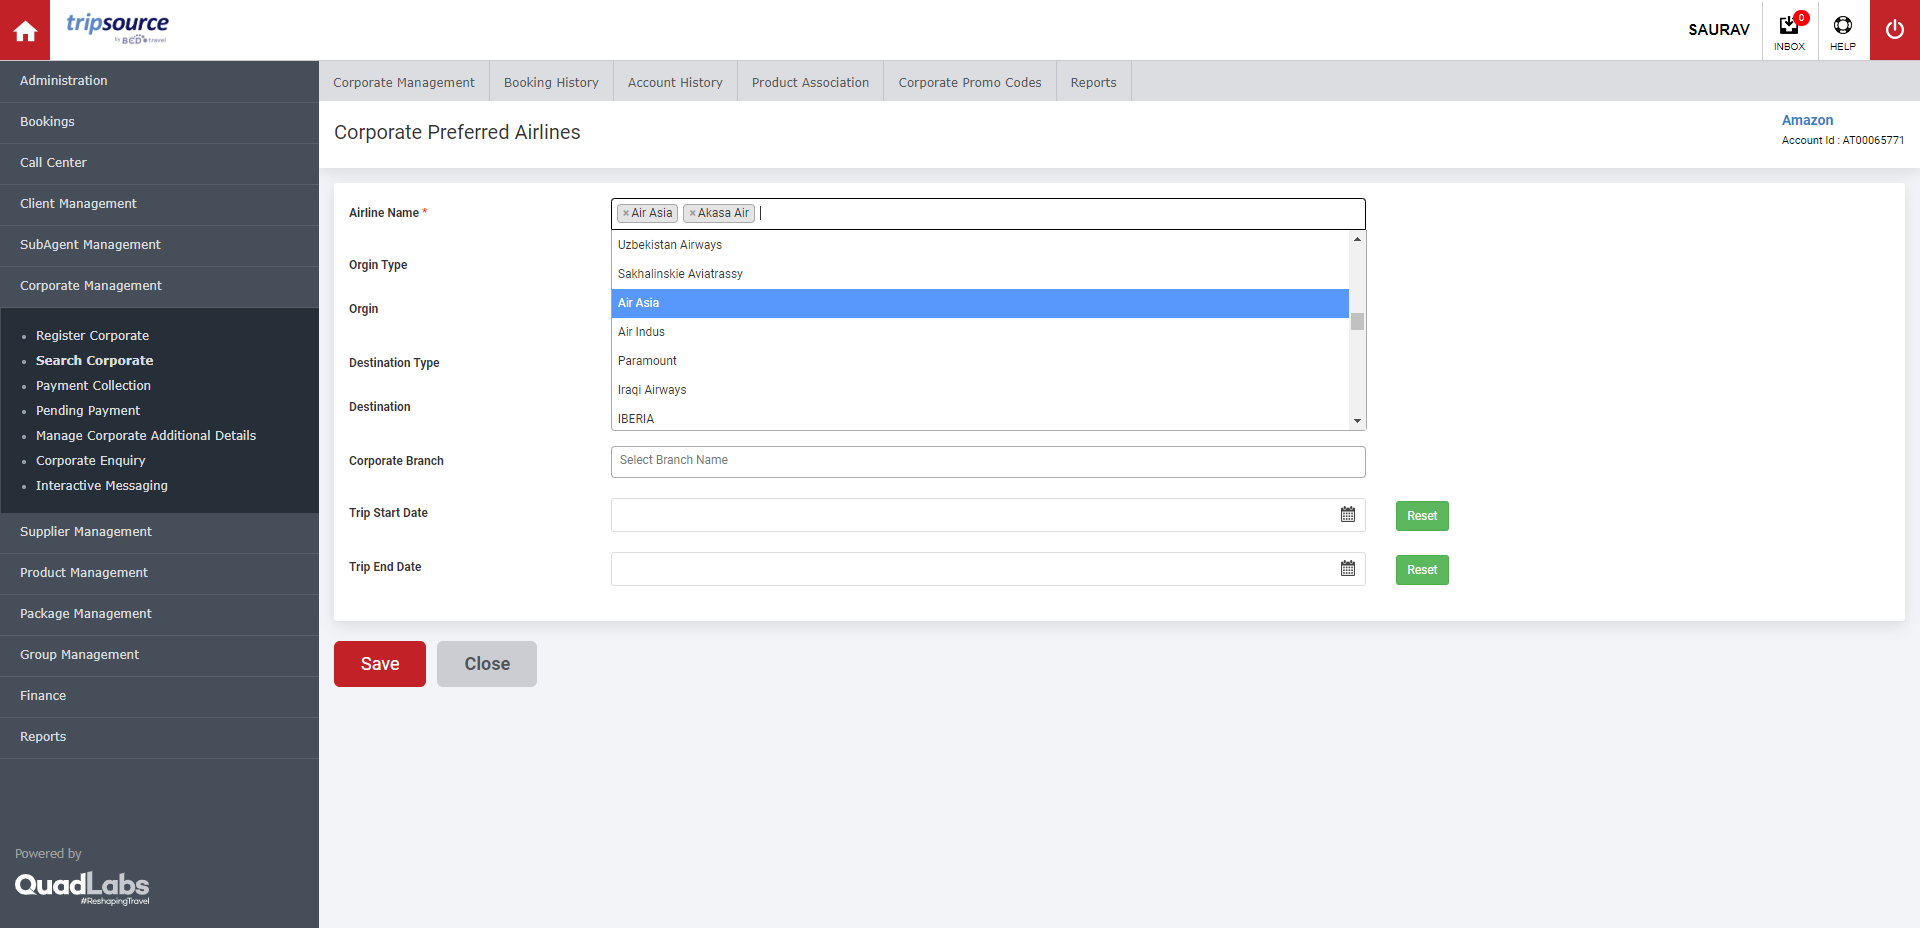 tripsource
by BCD travel
SAURAV
0
INBOX
HELP
Administration
Bookings
Call Center
Client Management
SubAgent Management
Corporate Management
Register Corporate
Search Corporate
Payment Collection
Pending Payment
Manage Corporate Additional Details
Corporate Enquiry
Interactive Messaging
Supplier Management
Product Management
Package Management
Group Management
Finance
Reports
Powered by
QuadLabs
#ReshapingTravel
Corporate Management Booking History Account History Product Association Corporate Promo Codes Reports
Corporate Preferred Airlines
Amazon
Account Id : AT00065771
Airline Name * ×Air Asia ×Akasa Air
Uzbekistan Airways
Sakhalinskie Aviatrassy
Air Asia
Air Indus
Paramount
Iraqi Airways
IBERIA
Orgin Type
Orgin
Destination Type
Destination
Corporate Branch Select Branch Name
Trip Start Date Reset
Trip End Date Reset
Save Close